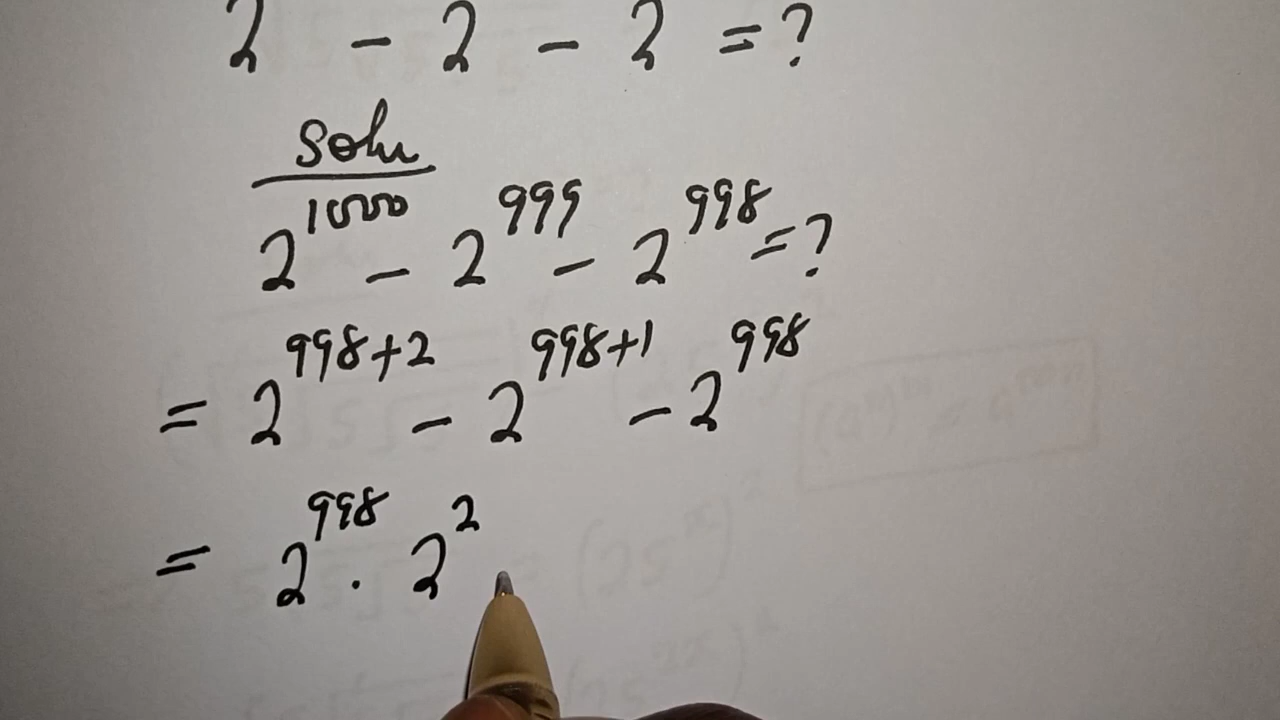 2 - 2 - 2 = ?
Solu
2^1000 - 2^999 - 2^998 = ?
= 2^998+2 - 2^998+1 - 2^998
= 2^998 . 2^2